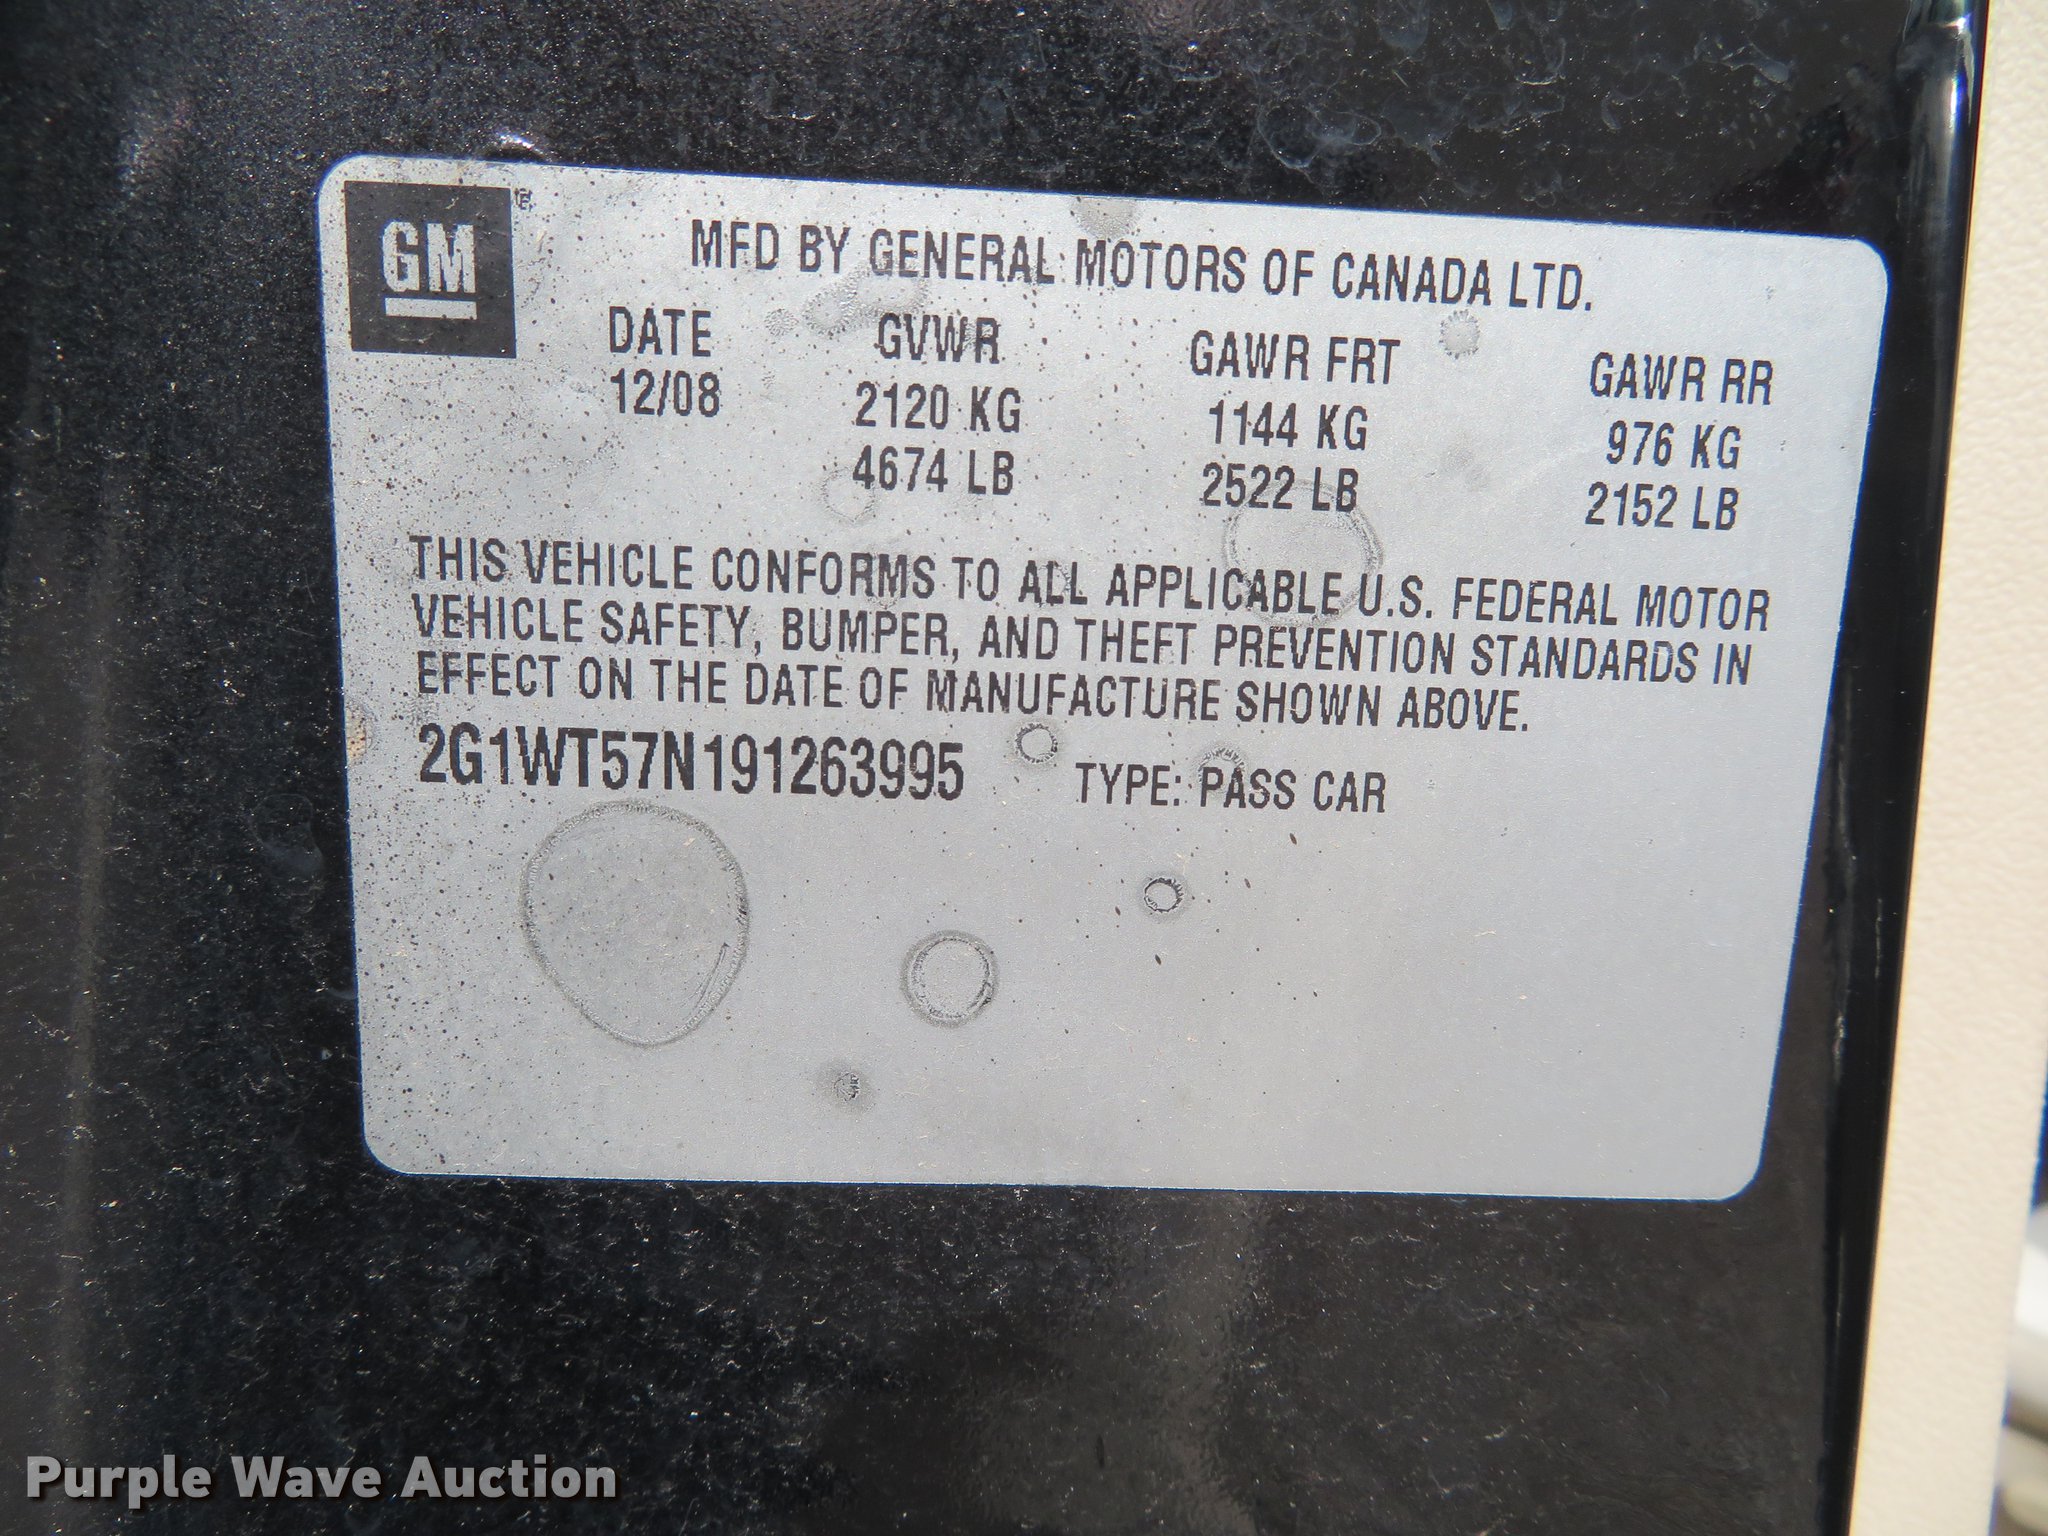 GM
MFD BY GENERAL MOTORS OF CANADA LTD.
DATE GVWR GAWR FRT GAWR RR
12/08 2120 KG 1144 KG 976 KG
4674 LB 2522 LB 2152 LB
THIS VEHICLE CONFORMS TO ALL APPLICABLE U.S. FEDERAL MOTOR
VEHICLE SAFETY, BUMPER, AND THEFT PREVENTION STANDARDS IN
EFFECT ON THE DATE OF MANUFACTURE SHOWN ABOVE.
2G1WT57N191263995 TYPE: PASS CAR
Purple Wave Auction